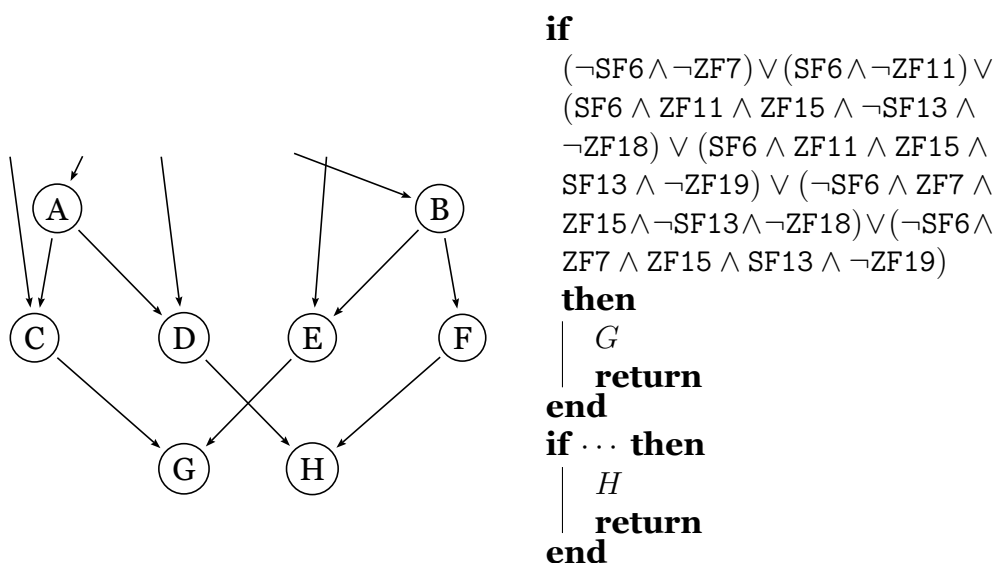 A
B
C
D
E
F
G
H
if
(¬SF6∧¬ZF7)∨(SF6∧¬ZF11)∨
(SF6 ∧ ZF11 ∧ ZF15 ∧ ¬SF13 ∧
¬ZF18) ∨ (SF6 ∧ ZF11 ∧ ZF15 ∧
SF13 ∧ ¬ZF19) ∨ (¬SF6 ∧ ZF7 ∧
ZF15∧¬SF13∧¬ZF18)∨(¬SF6∧
ZF7 ∧ ZF15 ∧ SF13 ∧ ¬ZF19)
then
G
return
end
if ··· then
H
return
end